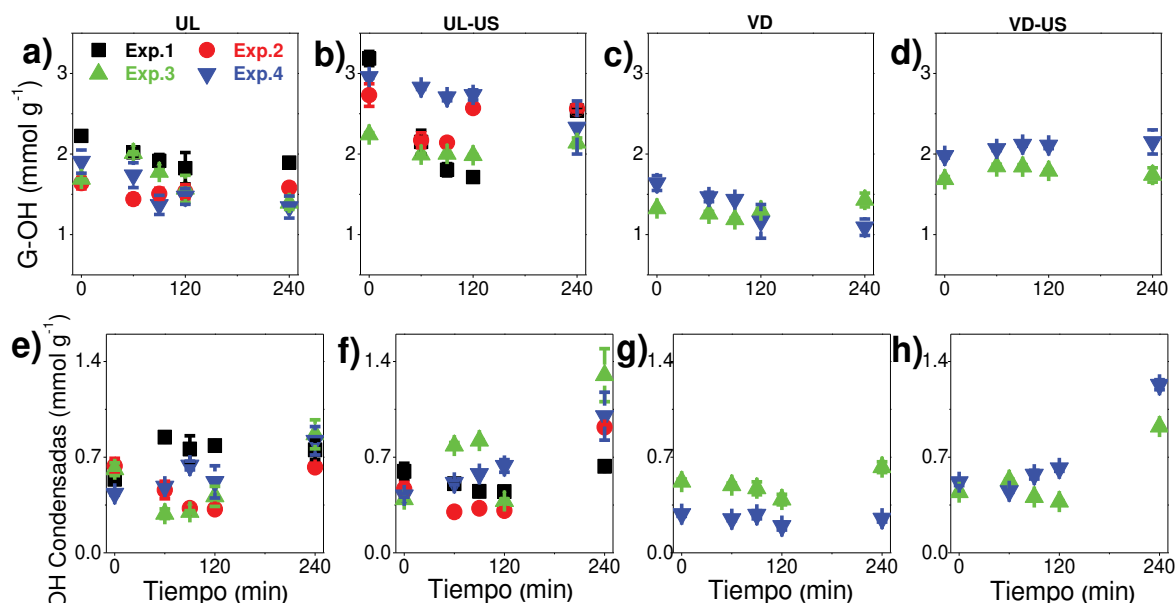 UL
UL-US
VD
VD-US
a)
b)
c)
d)
Exp.1
Exp.2
Exp.3
Exp.4
G-OH (mmol g⁻¹)
3
2
1
0
120
240
3
2
1
0
120
240
3
2
1
0
120
240
3
2
1
0
120
240
e)
f)
g)
h)
OH Condensadas (mmol g⁻¹)
1.4
0.7
0.0
0
120
240
1.4
0.7
0.0
0
120
240
1.4
0.7
0.0
0
120
240
1.4
0.7
0.0
0
120
240
Tiempo (min)
Tiempo (min)
Tiempo (min)
Tiempo (min)